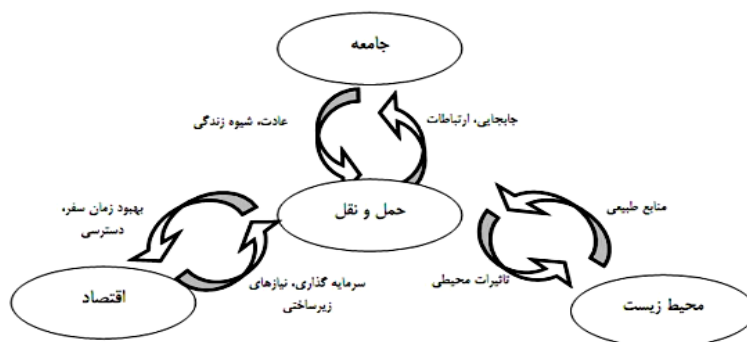 جامعه
عادت، شیوه زندگی
جابجایی، ارتباطات
بهبود زمان سفر،
دسترسی
حمل و نقل
منابع طبیعی
سرمایه گذاری، نیازهای
زیرساختی
تاثیرات محیطی
اقتصاد
محیط زیست